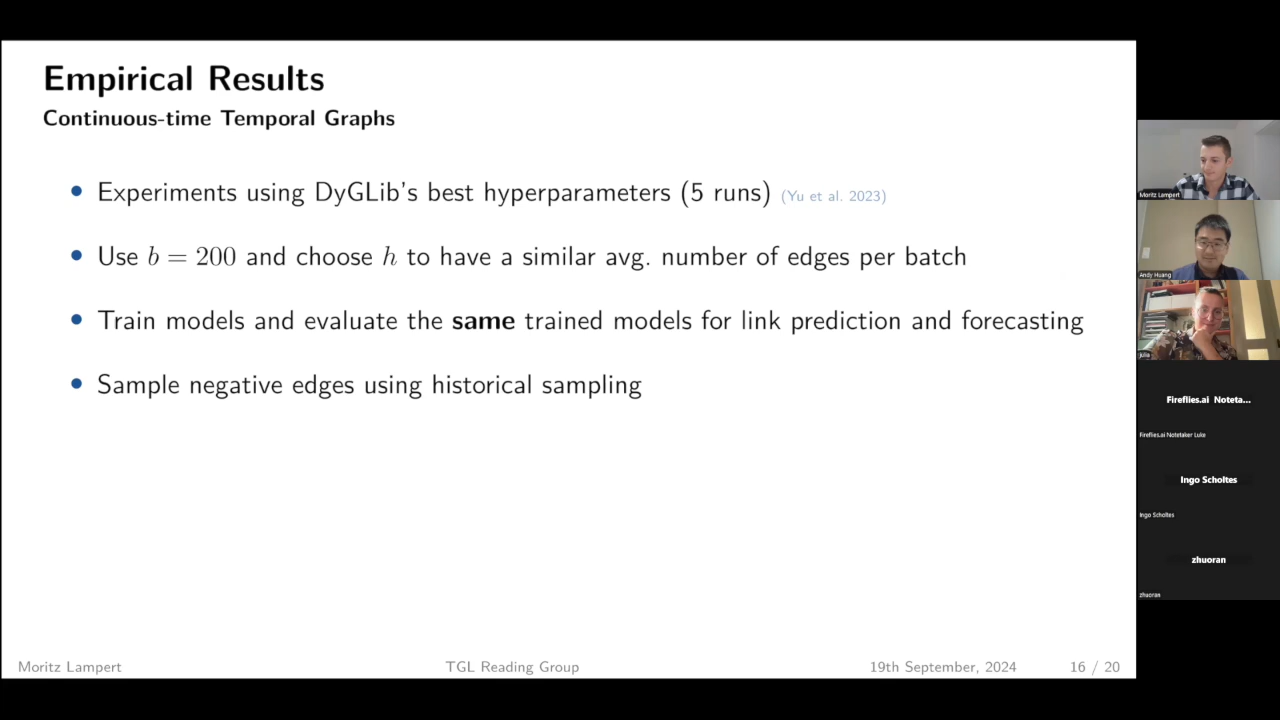 Empirical Results
Continuous-time Temporal Graphs
• Experiments using DyGLib's best hyperparameters (5 runs) (Yu et al. 2023)
• Use b = 200 and choose h to have a similar avg. number of edges per batch
• Train models and evaluate the same trained models for link prediction and forecasting
• Sample negative edges using historical sampling
Moritz Lampert TGL Reading Group 19th September, 2024 16 / 20
Moritz Lampert
Andy Huang
julia
Fireflies.ai Noteta...
Fireflies.ai Notetaker Luke
Ingo Scholtes
Ingo Scholtes
zhuoran
zhuoran